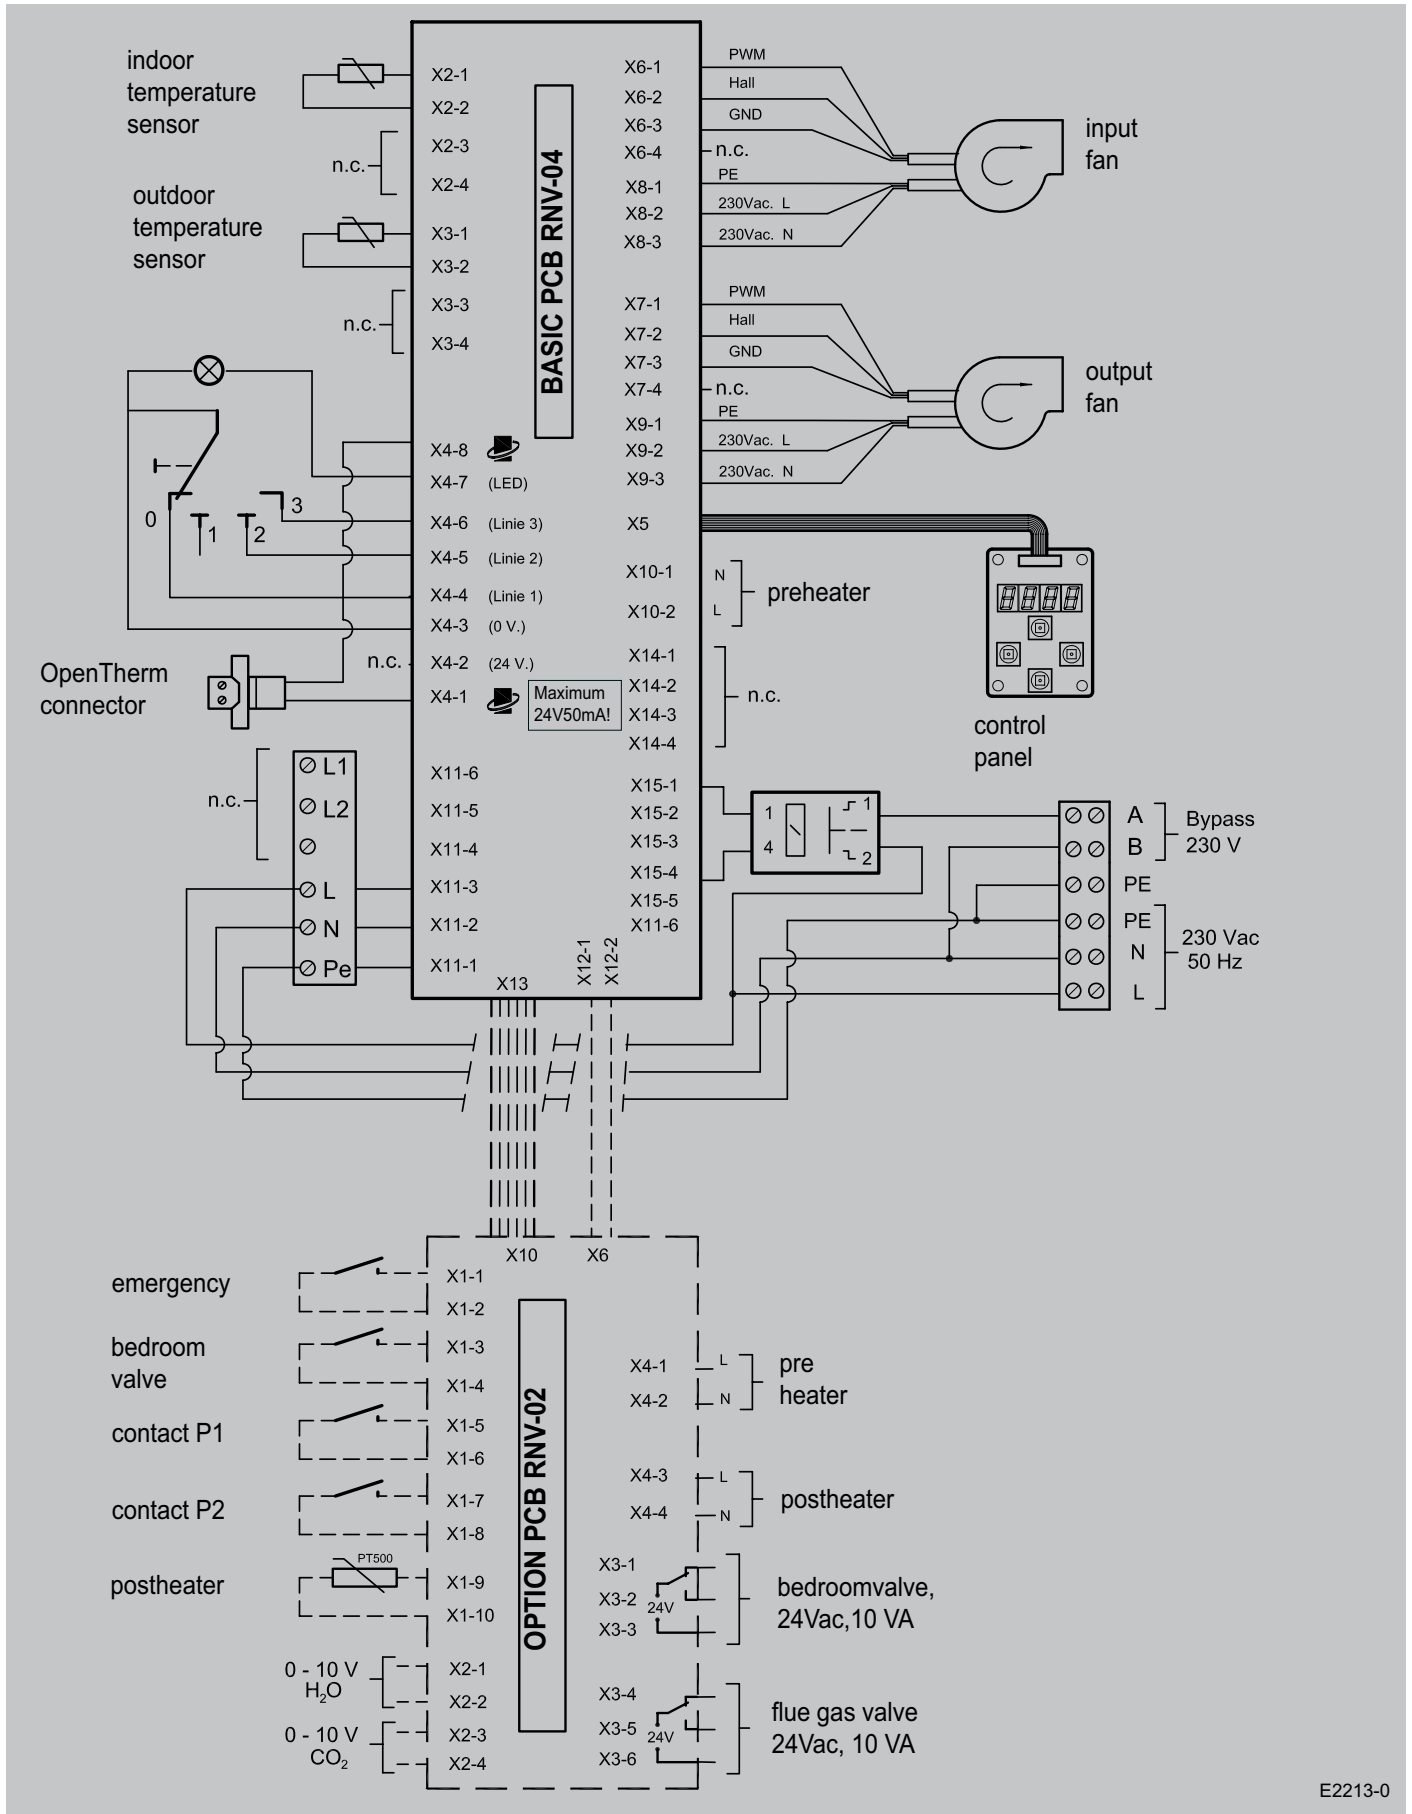 indoor
temperature
sensor
X2-1
X2-2
n.c.
X2-3
X2-4
outdoor
temperature
sensor
X3-1
X3-2
n.c.
X3-3
X3-4
BASIC PCB RNV-04
X6-1
PWM
X6-2
Hall
X6-3
GND
X6-4
n.c.
X8-1
PE
X8-2
230Vac. L
X8-3
230Vac. N
input
fan
X7-1
PWM
X7-2
Hall
X7-3
GND
X7-4
n.c.
X9-1
PE
X9-2
230Vac. L
X9-3
230Vac. N
output
fan
0
1
2
3
X4-8
X4-7 (LED)
X4-6 (Linie 3)
X4-5 (Linie 2)
X4-4 (Linie 1)
X4-3 (0 V.)
n.c. X4-2 (24 V.)
X4-1
Maximum
24V50mA!
OpenTherm
connector
X5
8888
control
panel
X10-1 N
X10-2 L
preheater
X14-1
X14-2
X14-3
X14-4
n.c.
n.c.
L1
L2
L
N
Pe
X11-6
X11-5
X11-4
X11-3
X11-2
X11-1
X15-1
X15-2
X15-3
X15-4
X15-5
X11-6
1
4
1
2
A
B
Bypass
230 V
PE
PE
N
L
230 Vac
50 Hz
X13
X12-1
X12-2
X10
X6
emergency
X1-1
X1-2
bedroom
valve
X1-3
X1-4
contact P1
X1-5
X1-6
contact P2
X1-7
X1-8
postheater
PT500
X1-9
X1-10
0 - 10 V
H2O
X2-1
X2-2
0 - 10 V
CO2
X2-3
X2-4
OPTION PCB RNV-02
X4-1 L
X4-2 N
pre
heater
X4-3 L
X4-4 N
postheater
X3-1
X3-2
X3-3
24V
bedroomvalve,
24Vac,10 VA
X3-4
X3-5
X3-6
24V
flue gas valve
24Vac, 10 VA
E2213-0